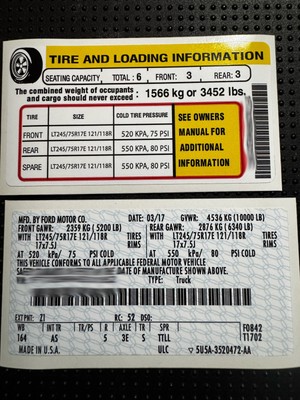 TIRE AND LOADING INFORMATION
SEATING CAPACITY TOTAL : 6 FRONT: 3 REAR: 3
The combined weight of occupants and cargo should never exceed : 1566 kg or 3452 lbs.
TIRE SIZE COLD TIRE PRESSURE
FRONT LT245/75R17E 121/118R 520 KPA, 75 PSI
REAR LT245/75R17E 121/118R 550 KPA, 80 PSI
SPARE LT245/75R17E 121/118R 550 KPA, 80 PSI
SEE OWNERS
MANUAL FOR
ADDITIONAL
INFORMATION
MFD. BY FORD MOTOR CO. DATE: 03/17 GVWR: 4536 KG (10000 LB)
FRONT GAWR: 2359 KG ( 5200 LB) REAR GAWR: 2876 KG ( 6340 LB)
WITH LT245/75R17E 121/118R TIRES WITH LT245/75R17E 121/118R TIRES
17x7.5J RIMS 17x7.5J RIMS
AT 520 kPa/ 75 PSI COLD AT 550 kPa/ 80 PSI COLD
THIS VEHICLE CONFORMS TO ALL APPLICABLE FEDERAL MOTOR VEHICLE
DATE OF MANUFACTURE SHOWN ABOVE.
TYPE: Truck
EXT PNT: Z1 RC: 52 DSO:
WB INT TR TR/PS R AXLE TR S F0842
164 AS 5 3E 5 TTLL T1702
MADE IN U.S.A. ULC 5U5A-3520472-AA